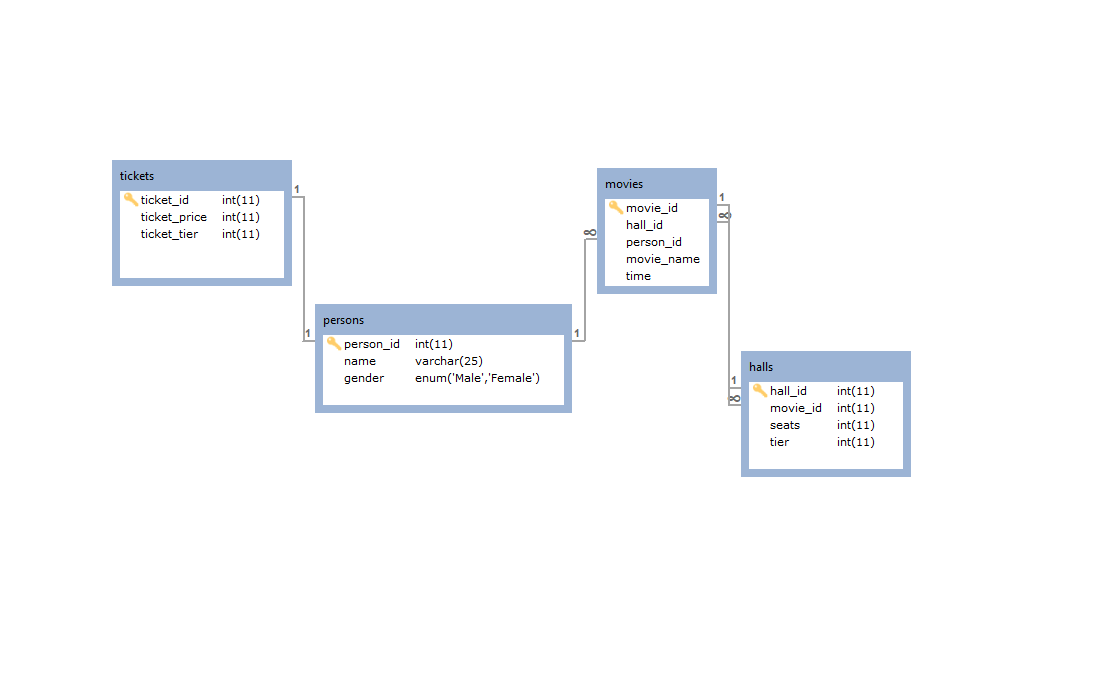 tickets
ticket_id int(11)
ticket_price int(11)
ticket_tier int(11)
1
1
persons
person_id int(11)
name varchar(25)
gender enum('Male','Female')
1
∞
movies
movie_id
hall_id
person_id
movie_name
time
1
∞
1
∞
halls
hall_id int(11)
movie_id int(11)
seats int(11)
tier int(11)